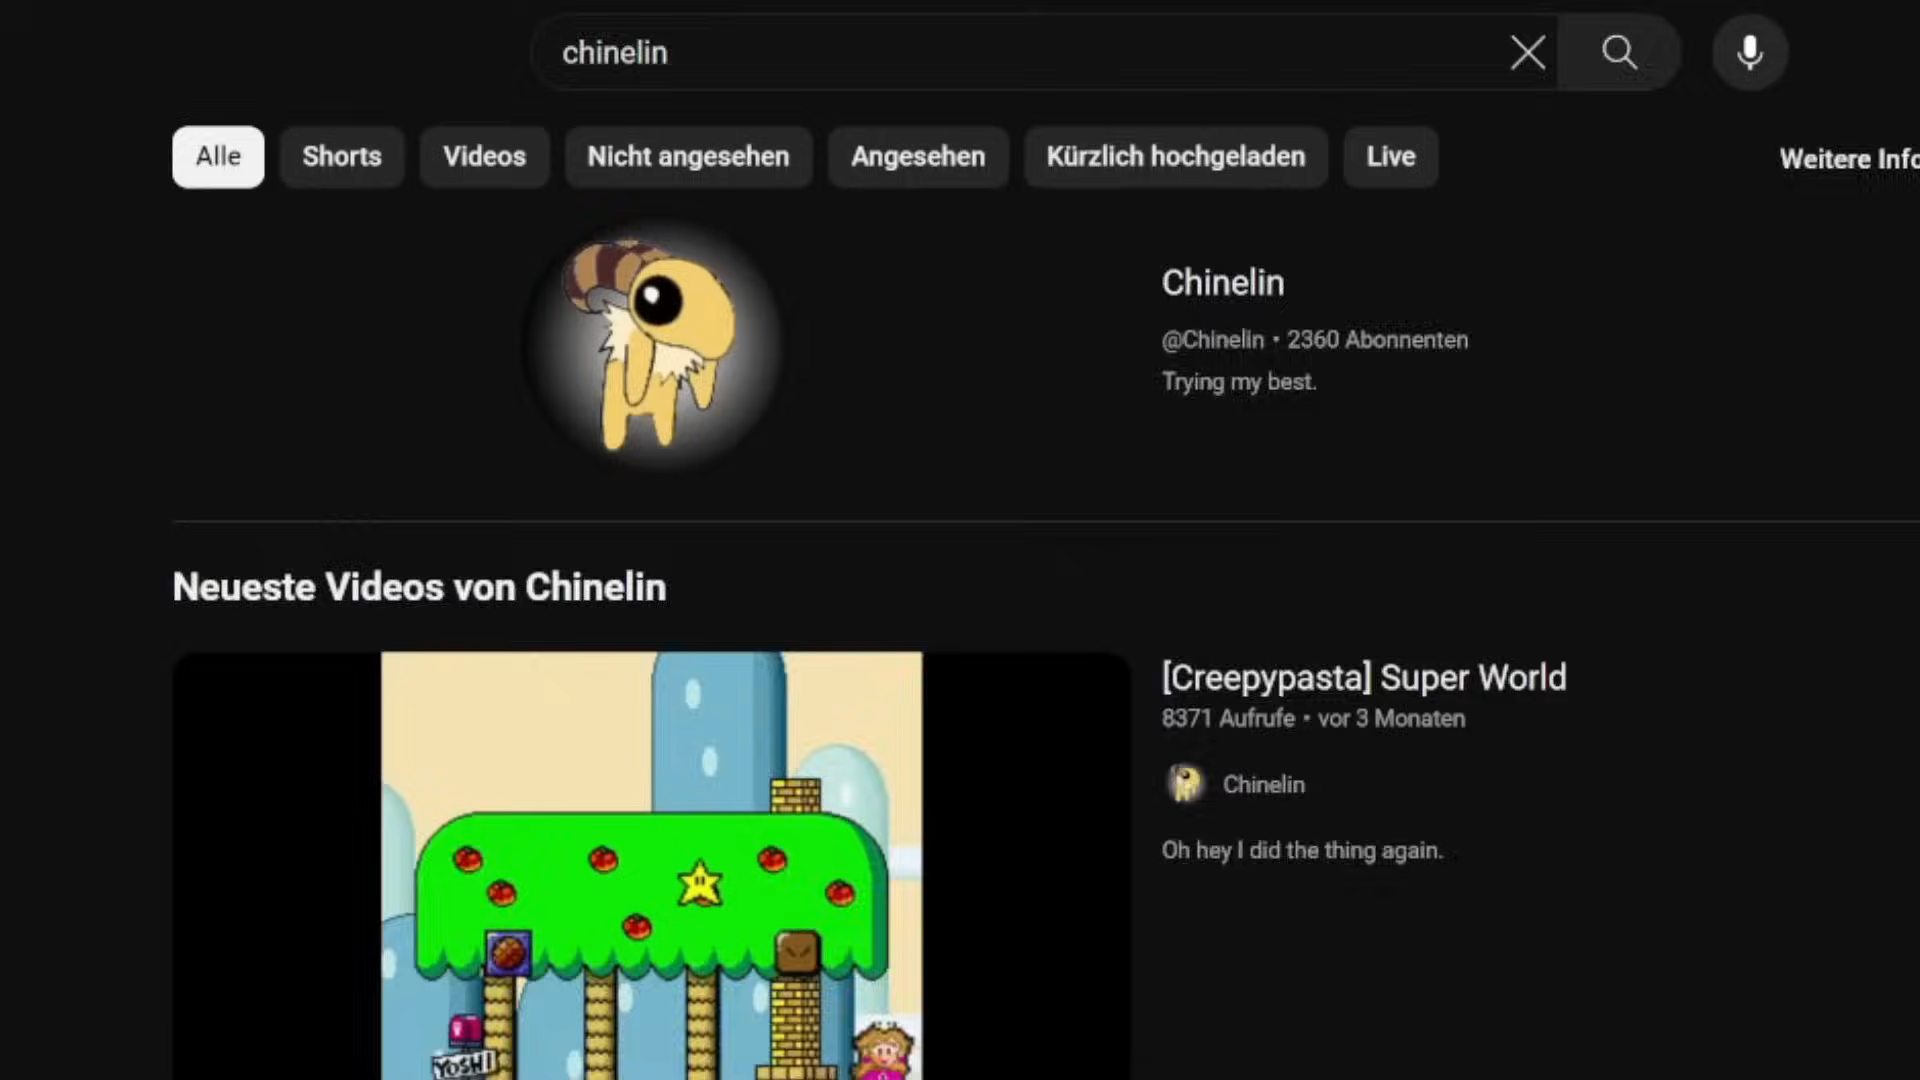 chinelin
Alle Shorts Videos Nicht angesehen Angesehen Kürzlich hochgeladen Live Weitere Info
Chinelin
@Chinelin • 2360 Abonnenten
Trying my best.
Neueste Videos von Chinelin
[Creepypasta] Super World
8371 Aufrufe • vor 3 Monaten
Chinelin
Oh hey I did the thing again.
YOSHI